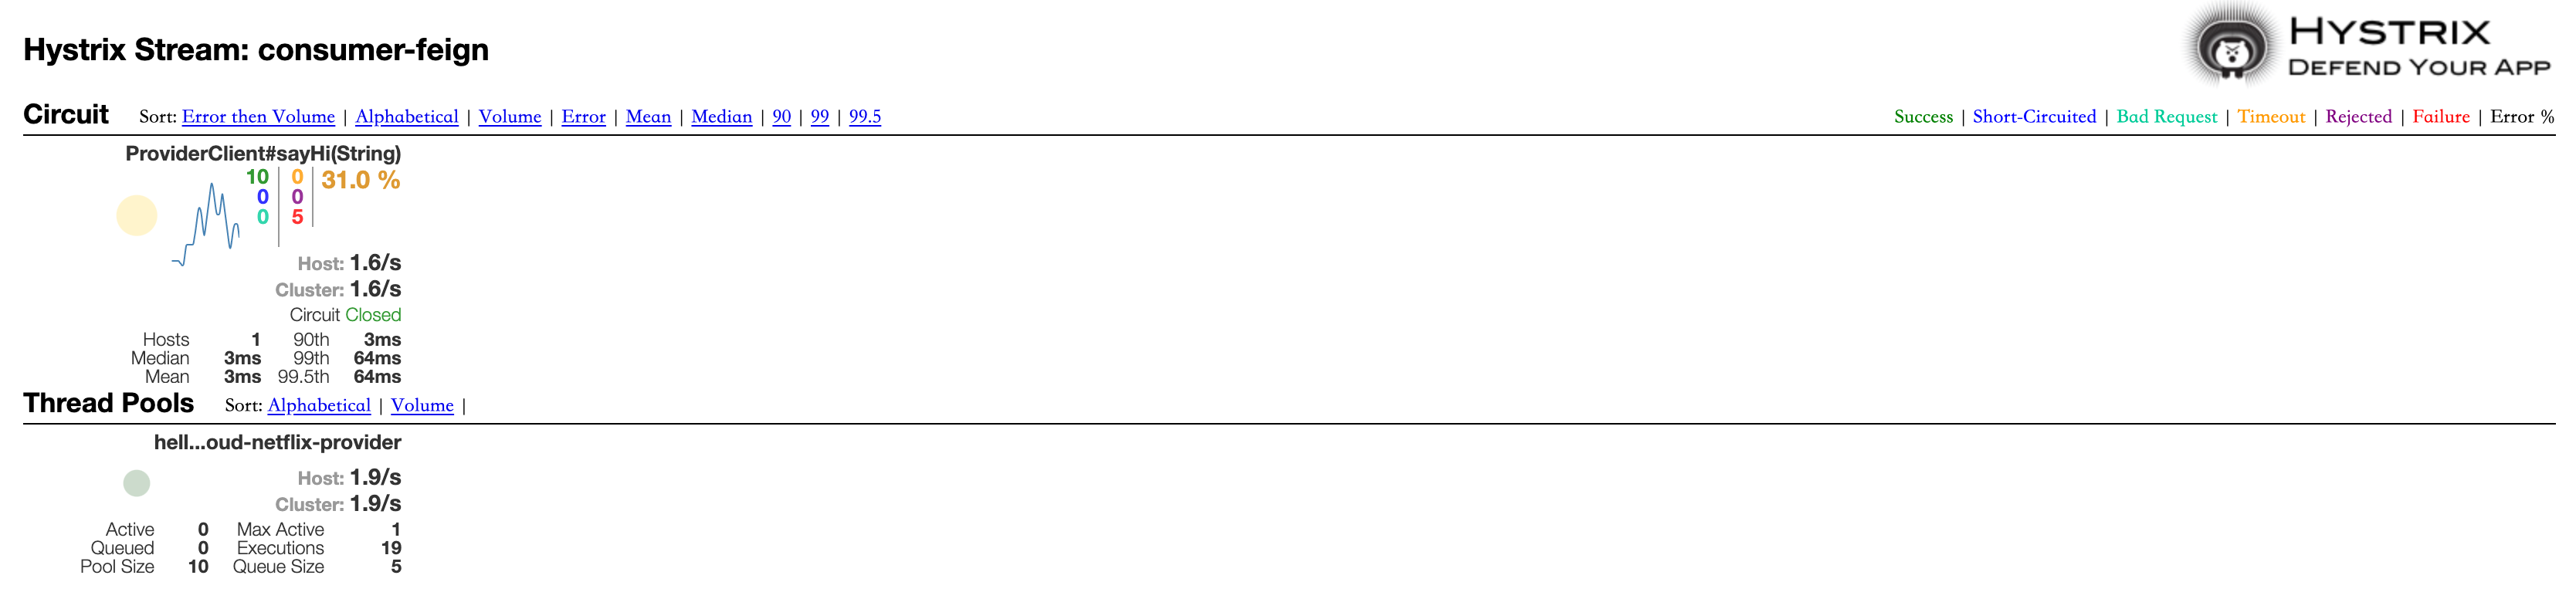 Hystrix Stream: consumer-feign
HYSTRIX
DEFEND YOUR APP
Circuit Sort: Error then Volume | Alphabetical | Volume | Error | Mean | Median | 90 | 99 | 99.5
Success | Short-Circuited | Bad Request | Timeout | Rejected | Failure | Error %
ProviderClient#sayHi(String)
10 0 31.0 %
0 0
0 5
Host: 1.6/s
Cluster: 1.6/s
Circuit Closed
Hosts 1 90th 3ms
Median 3ms 99th 64ms
Mean 3ms 99.5th 64ms
Thread Pools Sort: Alphabetical | Volume |
hell...oud-netflix-provider
Host: 1.9/s
Cluster: 1.9/s
Active 0 Max Active 1
Queued 0 Executions 19
Pool Size 10 Queue Size 5